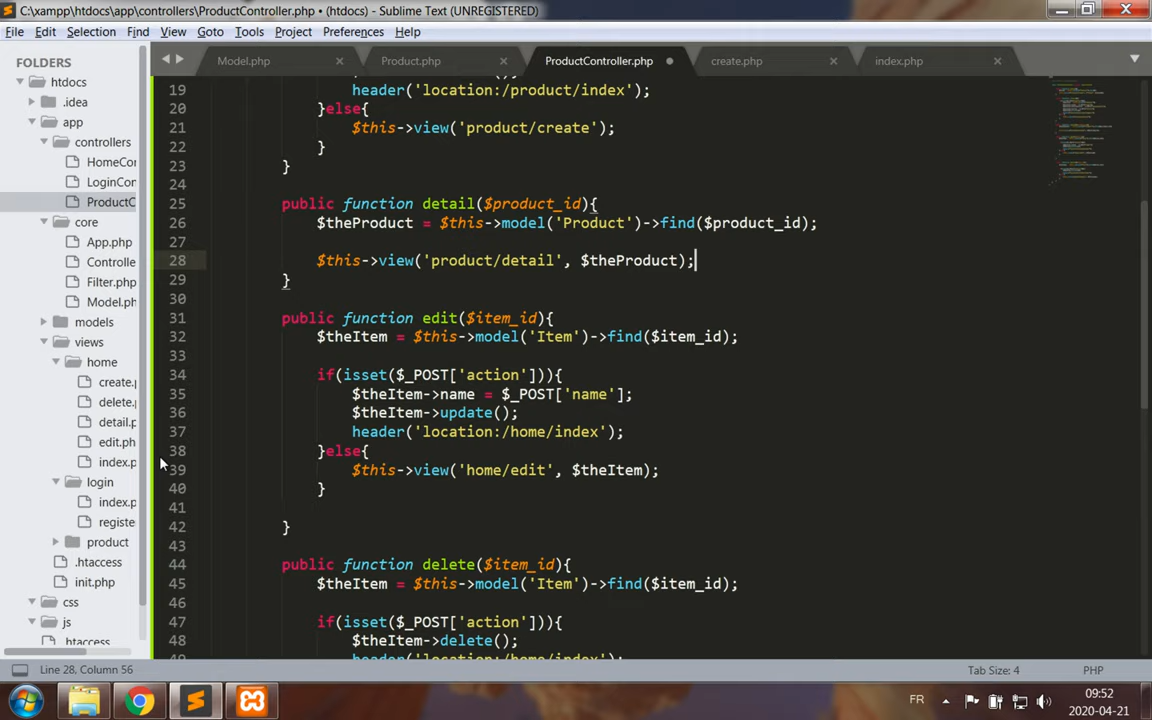 C:\xampp\htdocs\app\controllers\ProductController.php • (htdocs) - Sublime Text (UNREGISTERED)
File Edit Selection Find View Goto Tools Project Preferences Help
FOLDERS
htdocs
.idea
app
controllers
HomeCon
LoginCon
ProductC
core
App.php
Controlle
Filter.php
Model.ph
models
views
home
create.p
delete.
detail.p
edit.ph
index.p
login
index.p
registe
product
.htaccess
init.php
css
js
.htaccess
Model.php
Product.php
ProductController.php
create.php
index.php
19 header('location:/product/index');
20 }else{
21 $this->view('product/create');
22 }
23 }
24
25 public function detail($product_id){
26 $theProduct = $this->model('Product')->find($product_id);
27
28 $this->view('product/detail', $theProduct);
29 }
30
31 public function edit($item_id){
32 $theItem = $this->model('Item')->find($item_id);
33
34 if(isset($_POST['action'])){
35 $theItem->name = $_POST['name'];
36 $theItem->update();
37 header('location:/home/index');
38 }else{
39 $this->view('home/edit', $theItem);
40 }
41
42 }
43
44 public function delete($item_id){
45 $theItem = $this->model('Item')->find($item_id);
46
47 if(isset($_POST['action'])){
48 $theItem->delete();
header('location:/home/index');
Line 28, Column 56
Tab Size: 4
PHP
FR
09:52
2020-04-21